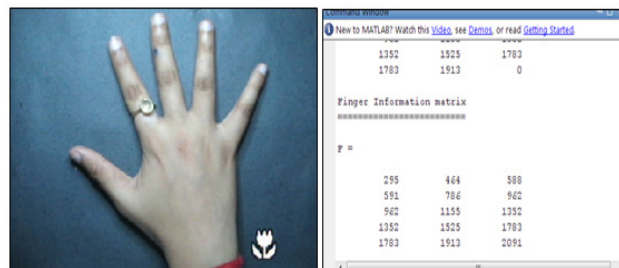 Command Window
New to MATLAB? Watch this Video, see Demos, or read Getting Started.
1352 1525 1783
1783 1913 0
Finger Information matrix
=========================
F =
295 464 588
591 786 962
962 1155 1352
1352 1525 1783
1783 1913 2091